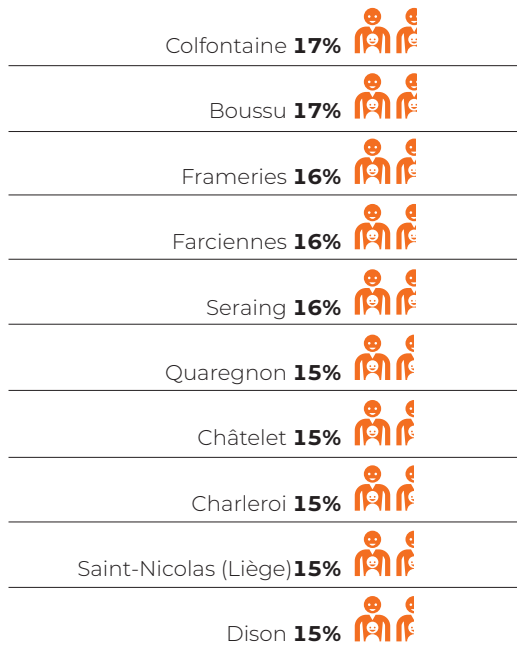 Colfontaine 17%
Boussu 17%
Frameries 16%
Farciennes 16%
Seraing 16%
Quaregnon 15%
Châtelet 15%
Charleroi 15%
Saint-Nicolas (Liège)15%
Dison 15%